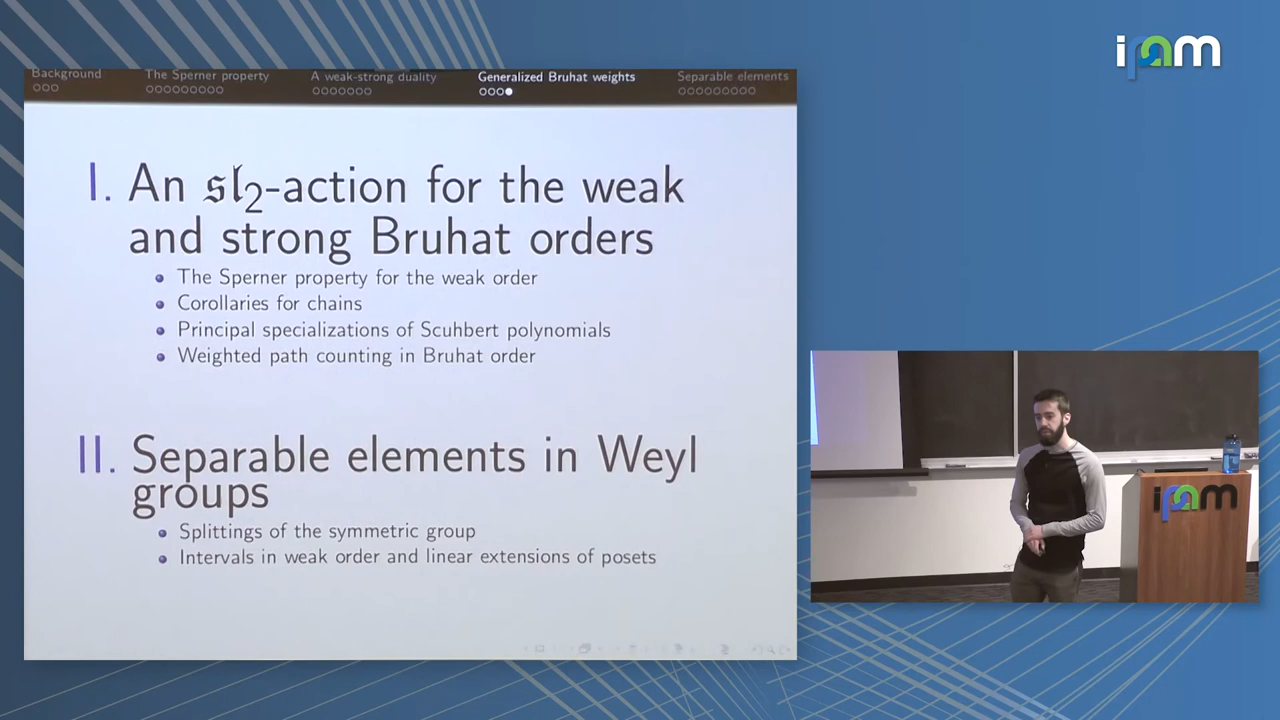 ipam
Background The Sperner property A weak-strong duality Generalized Bruhat weights Separable elements
I. An 𝔰𝔩₂-action for the weak
and strong Bruhat orders
The Sperner property for the weak order
Corollaries for chains
Principal specializations of Scuhbert polynomials
Weighted path counting in Bruhat order
II. Separable elements in Weyl
groups
Splittings of the symmetric group
Intervals in weak order and linear extensions of posets
ipam